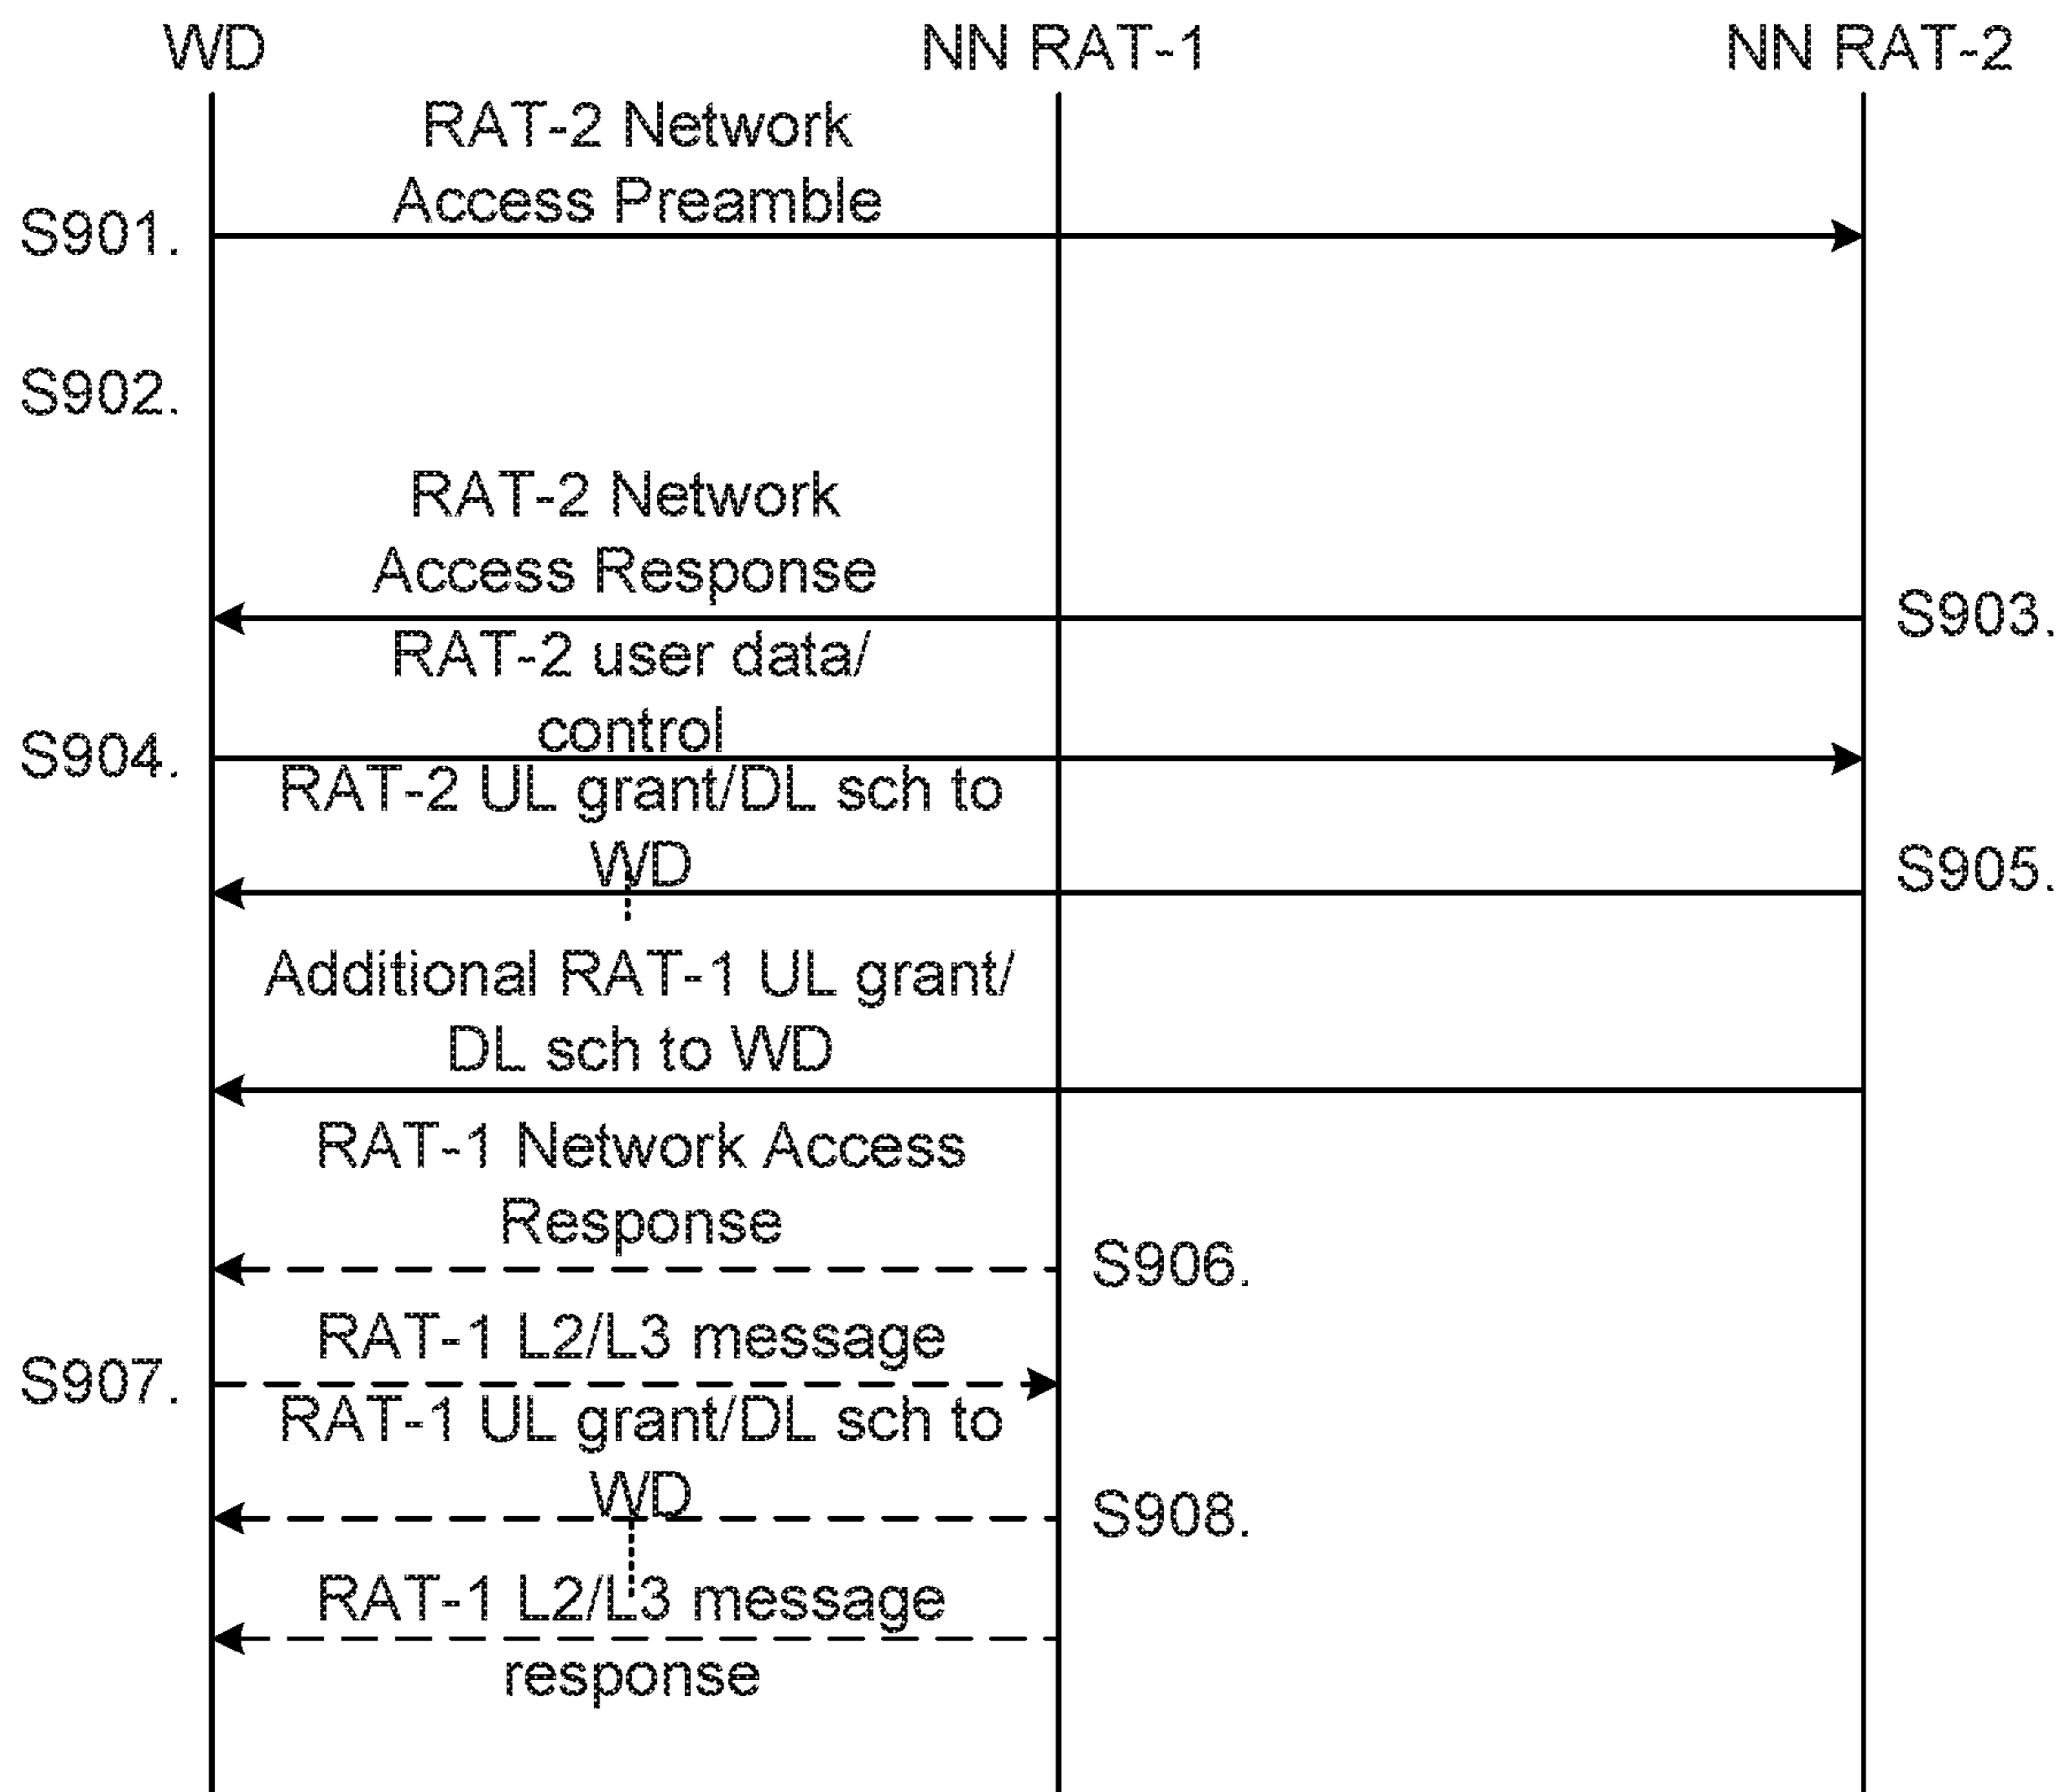 WD
NN RAT-1
NN RAT-2
RAT-2 Network
Access Preamble
S901.
S902.
RAT-2 Network
Access Response
S903.
RAT-2 user data/
control
S904.
RAT-2 UL grant/DL sch to
WD
S905.
Additional RAT-1 UL grant/
DL sch to WD
RAT-1 Network Access
Response
S906.
RAT-1 L2/L3 message
S907.
RAT-1 UL grant/DL sch to
WD
S908.
RAT-1 L2/L3 message
response